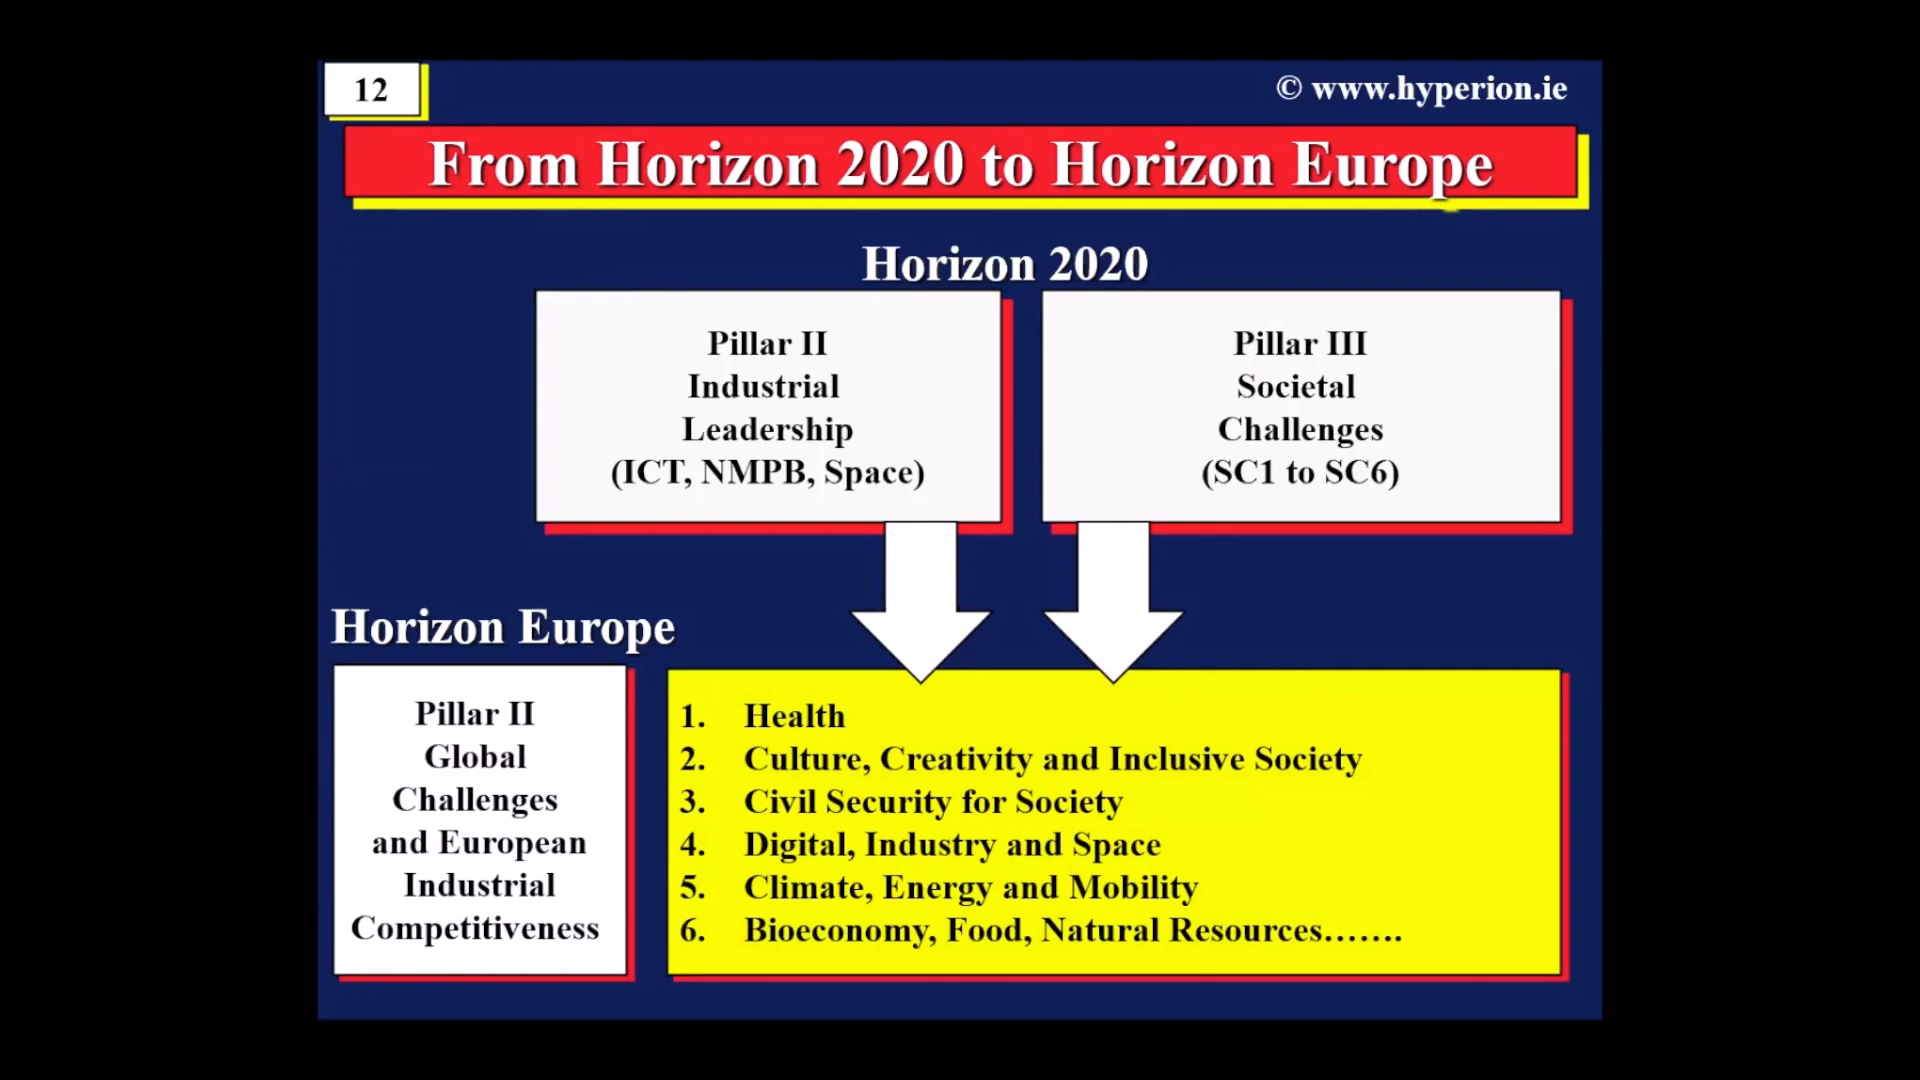 12
© www.hyperion.ie
From Horizon 2020 to Horizon Europe
Horizon 2020
Pillar II
Industrial
Leadership
(ICT, NMPB, Space)
Pillar III
Societal
Challenges
(SC1 to SC6)
Horizon Europe
Pillar II
Global
Challenges
and European
Industrial
Competitiveness
1. Health
2. Culture, Creativity and Inclusive Society
3. Civil Security for Society
4. Digital, Industry and Space
5. Climate, Energy and Mobility
6. Bioeconomy, Food, Natural Resources…….